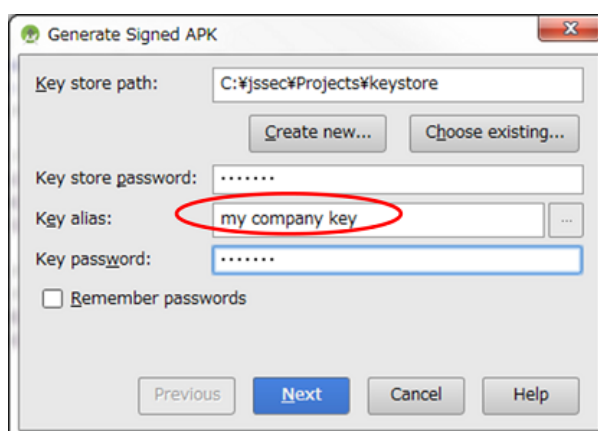 Generate Signed APK
Key store path: C:¥jssec¥Projects¥keystore
Create new... Choose existing...
Key store password: •••••••
Key alias: my company key ...
Key password: •••••••
Remember passwords
Previous Next Cancel Help